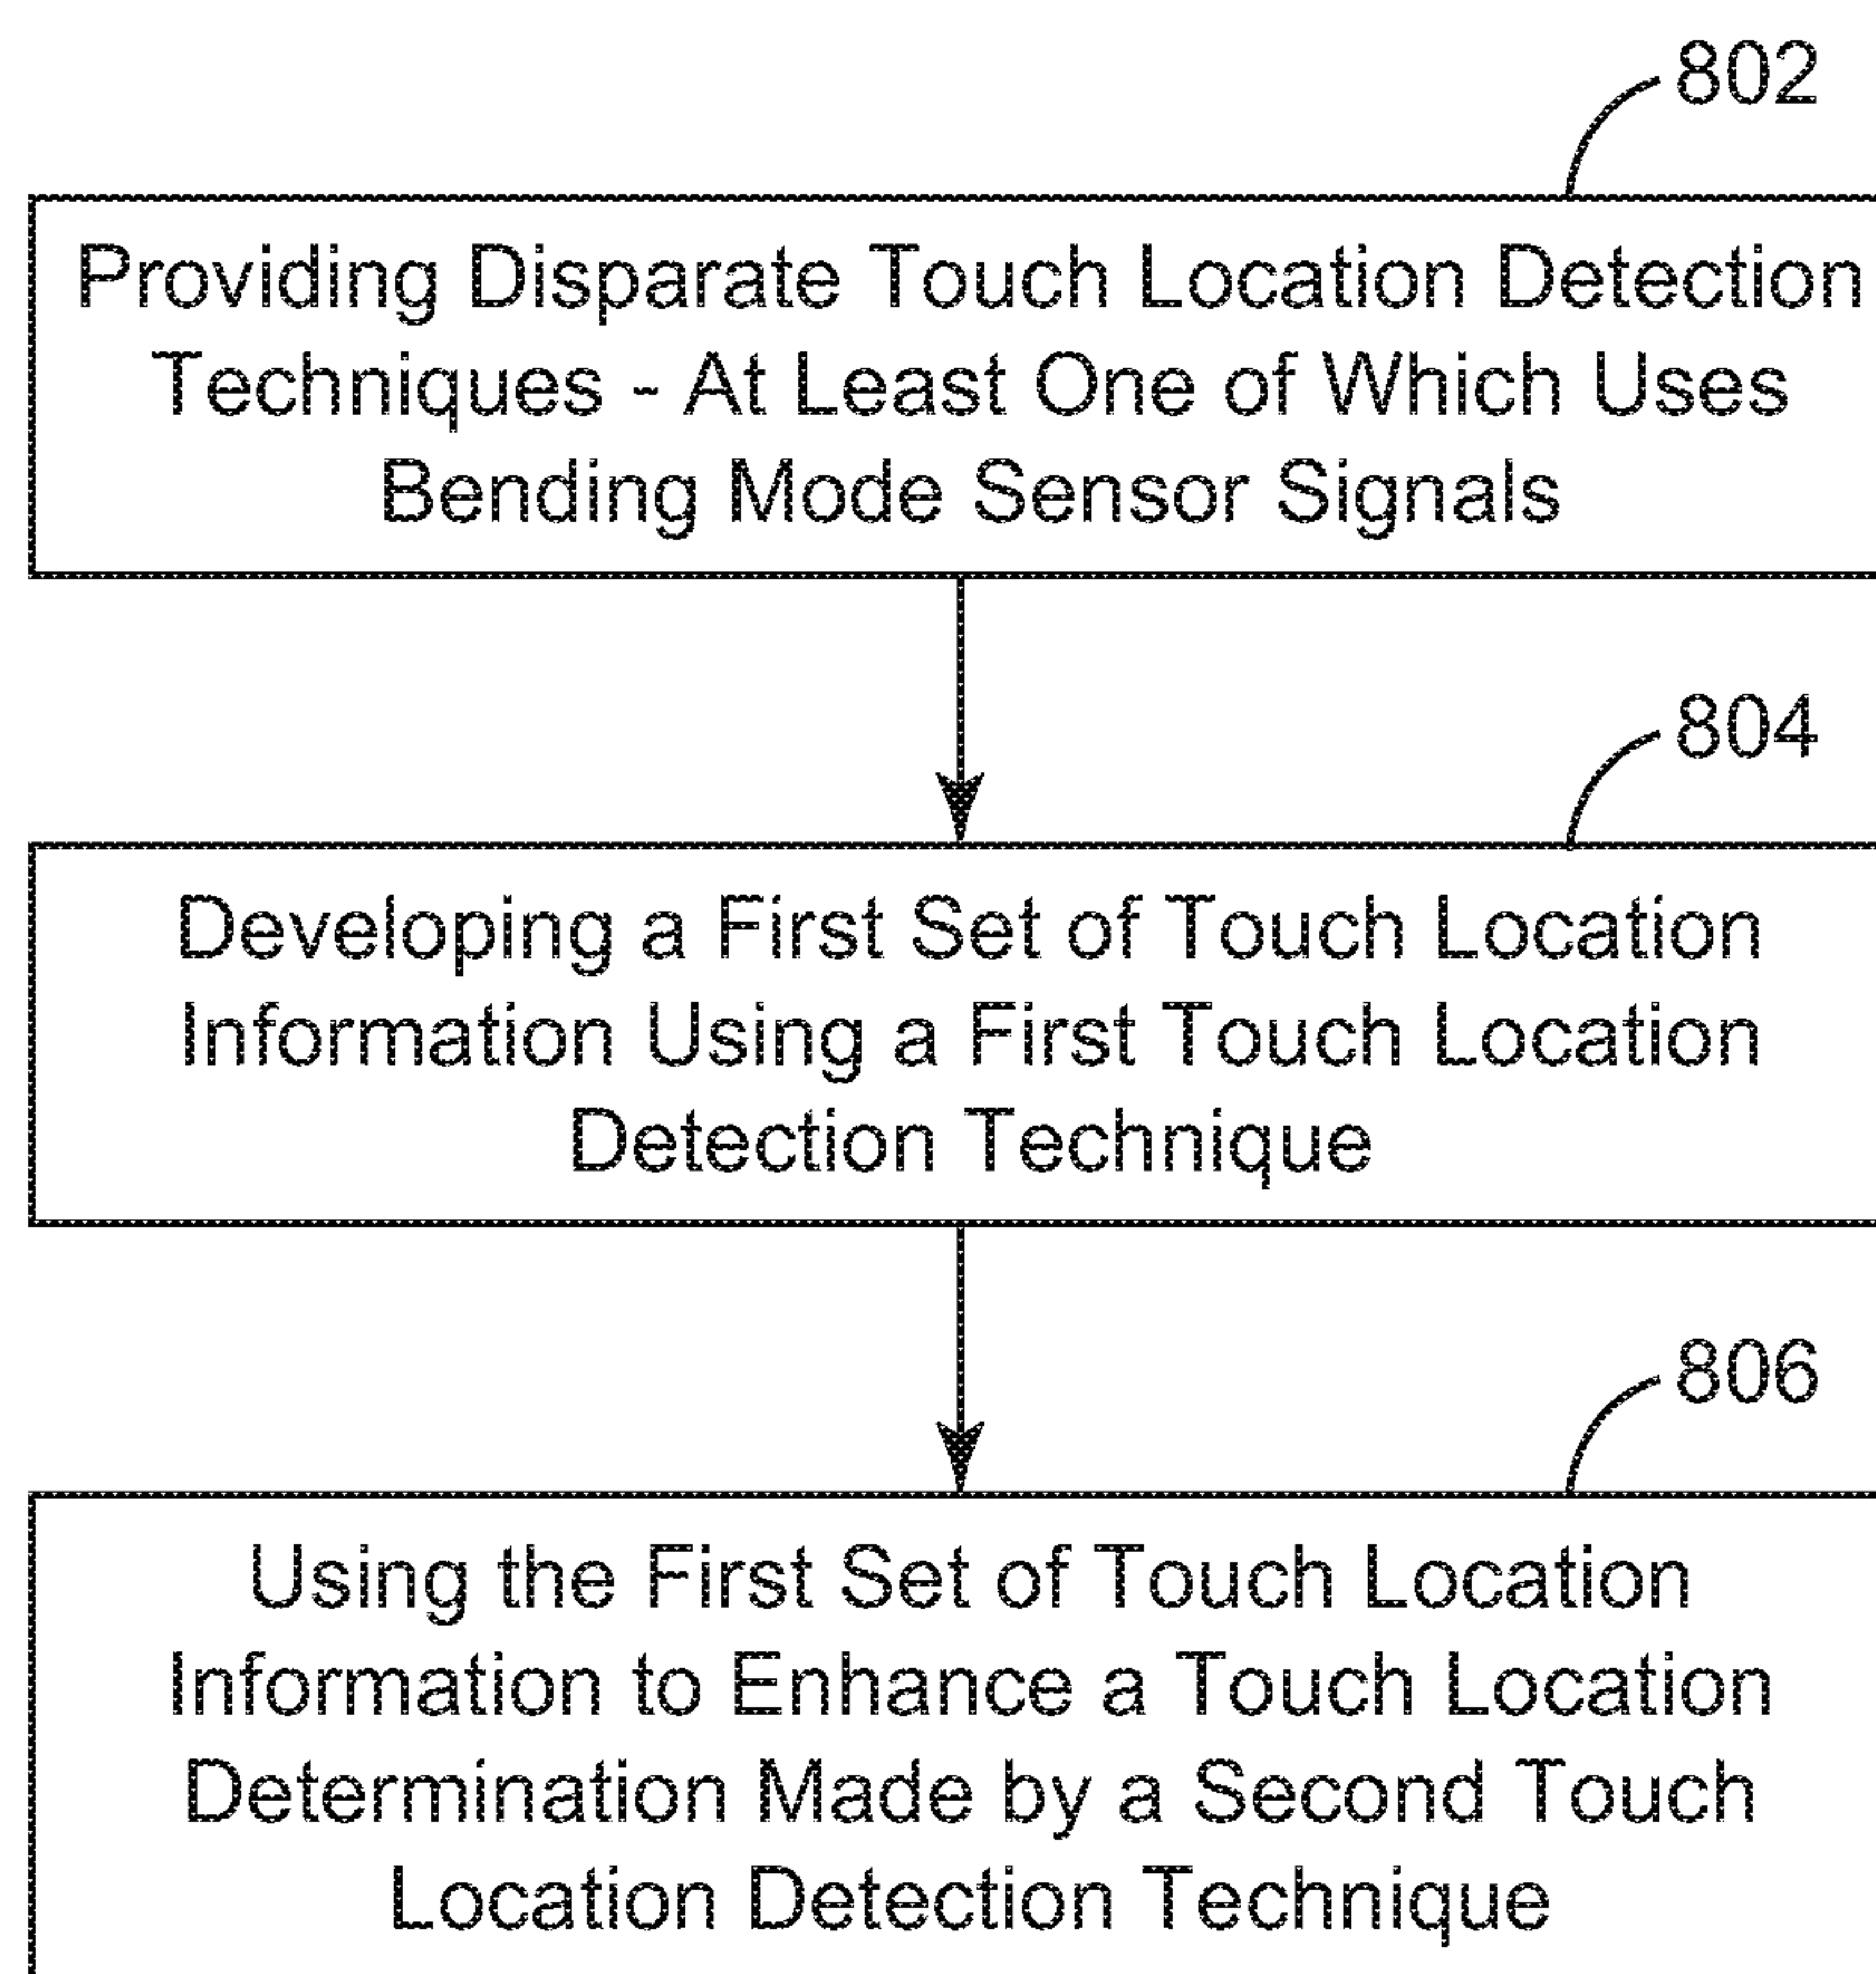 802
Providing Disparate Touch Location Detection
Techniques - At Least One of Which Uses
Bending Mode Sensor Signals
804
Developing a First Set of Touch Location
Information Using a First Touch Location
Detection Technique
806
Using the First Set of Touch Location
Information to Enhance a Touch Location
Determination Made by a Second Touch
Location Detection Technique